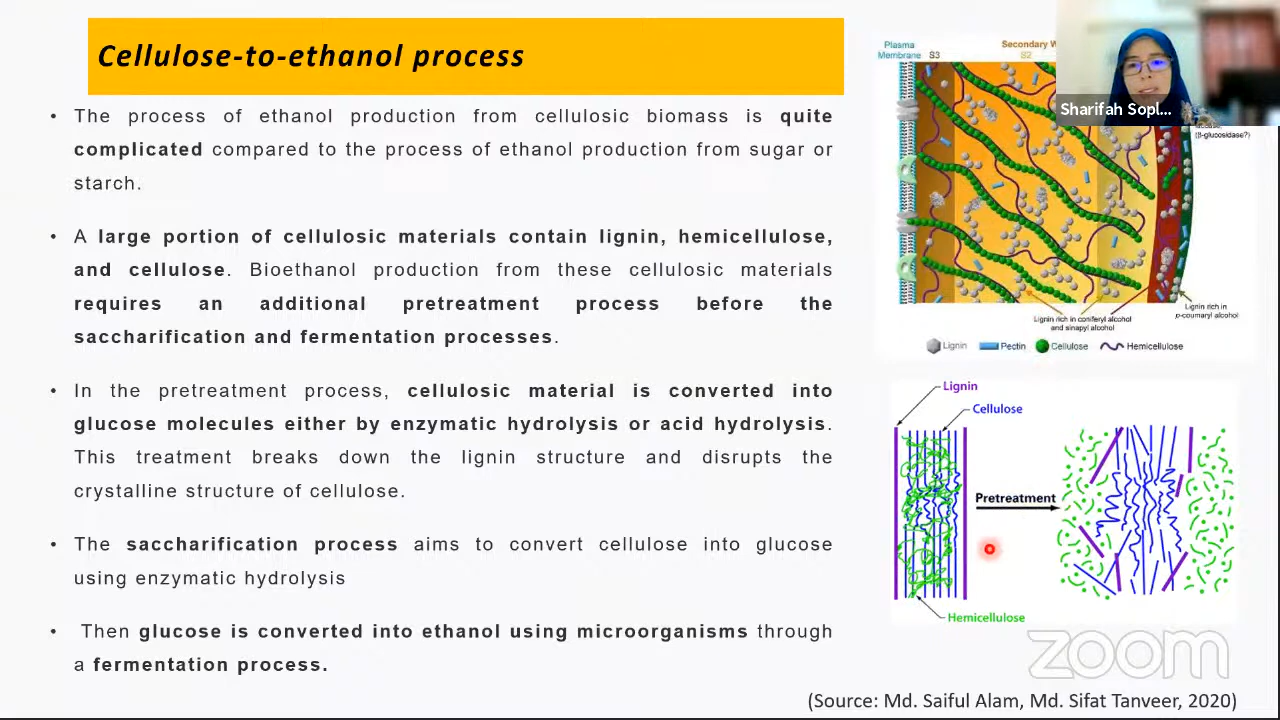 Cellulose-to-ethanol process
• The process of ethanol production from cellulosic biomass is quite
complicated compared to the process of ethanol production from sugar or
starch.
• A large portion of cellulosic materials contain lignin, hemicellulose,
and cellulose. Bioethanol production from these cellulosic materials
requires an additional pretreatment process before the
saccharification and fermentation processes.
• In the pretreatment process, cellulosic material is converted into
glucose molecules either by enzymatic hydrolysis or acid hydrolysis.
This treatment breaks down the lignin structure and disrupts the
crystalline structure of cellulose.
• The saccharification process aims to convert cellulose into glucose
using enzymatic hydrolysis
• Then glucose is converted into ethanol using microorganisms through
a fermentation process.
Plasma
Membrane
S3
Secondary W
S2
Sharifah Sopl...
(β-glucosidase?)
Lignin rich in
p-coumaryl alcohol
Lignin rich in coniferyl alcohol
and sinapyl alcohol
Lignin Pectin Cellulose Hemicellulose
Lignin
Cellulose
Pretreatment
Hemicellulose
zoom
(Source: Md. Saiful Alam, Md. Sifat Tanveer, 2020)